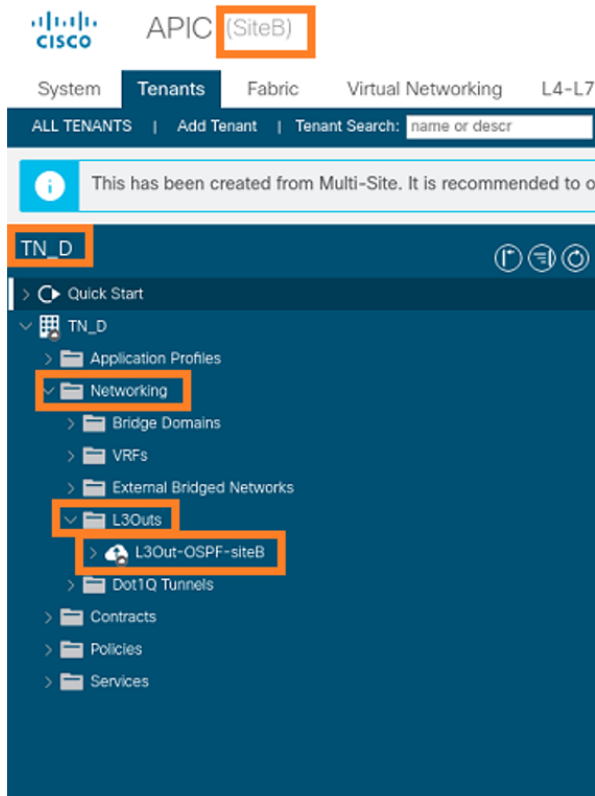 CISCO APIC (SiteB)
System Tenants Fabric Virtual Networking L4-L7
ALL TENANTS | Add Tenant | Tenant Search: name or descr
i This has been created from Multi-Site. It is recommended to o
TN_D
Quick Start
TN_D
Application Profiles
Networking
Bridge Domains
VRFs
External Bridged Networks
L3Outs
L3Out-OSPF-siteB
Dot1Q Tunnels
Contracts
Policies
Services